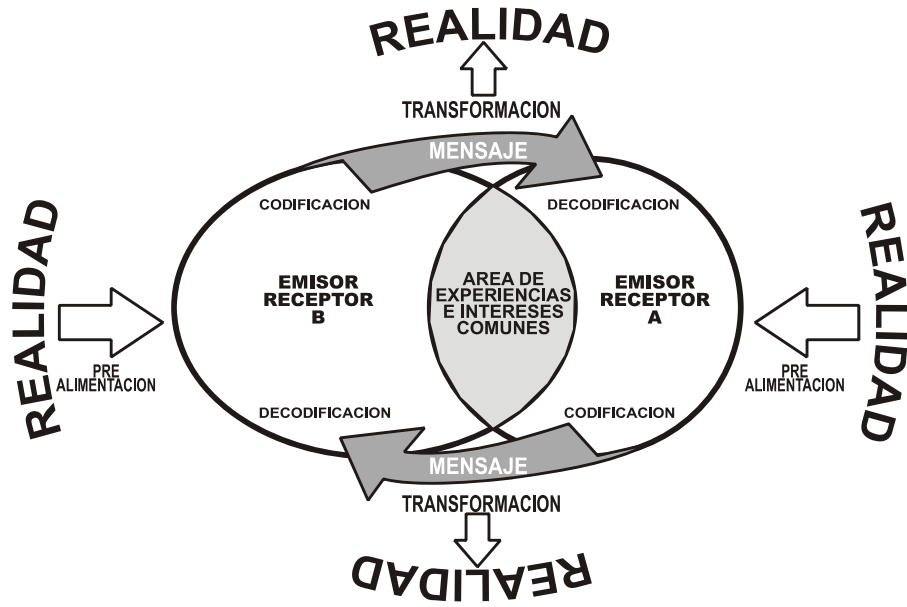 REALIDAD
TRANSFORMACION
MENSAJE
CODIFICACION
DECODIFICACION
REALIDAD
EMISOR
RECEPTOR
B
AREA DE
EXPERIENCIAS
E INTERESES
COMUNES
EMISOR
RECEPTOR
A
REALIDAD
PRE
ALIMENTACION
PRE
ALIMENTACION
DECODIFICACION
CODIFICACION
MENSAJE
TRANSFORMACION
REALIDAD